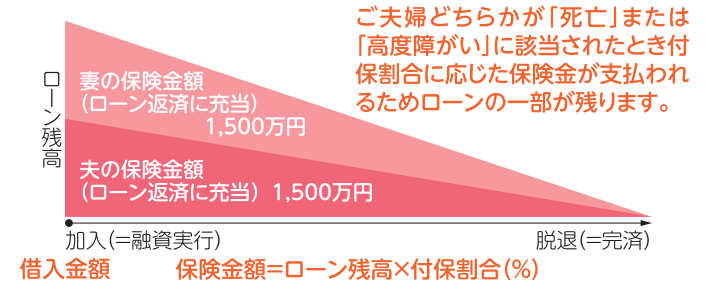 ご夫婦どちらかが「死亡」または
「高度障がい」に該当されたとき付
保割合に応じた保険金が支払われ
るためローンの一部が残ります。
ローン残高
妻の保険金額
(ローン返済に充当)
1,500万円
夫の保険金額
(ローン返済に充当) 1,500万円
加入(=融資実行)
脱退(=完済)
借入金額
保険金額=ローン残高×付保割合(%)